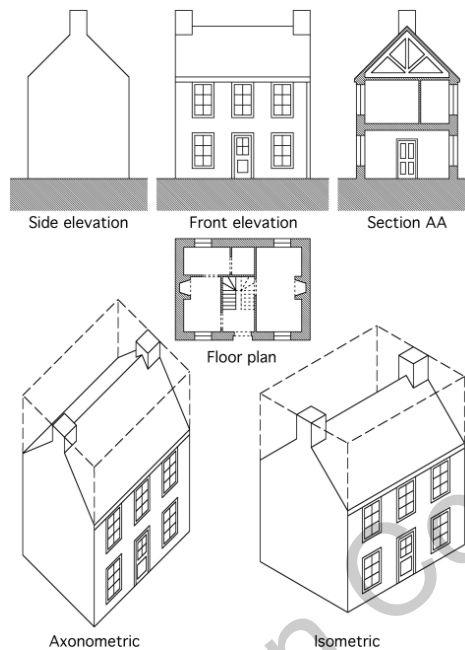 Side elevation
Front elevation
Section AA
Floor plan
Axonometric
Isometric